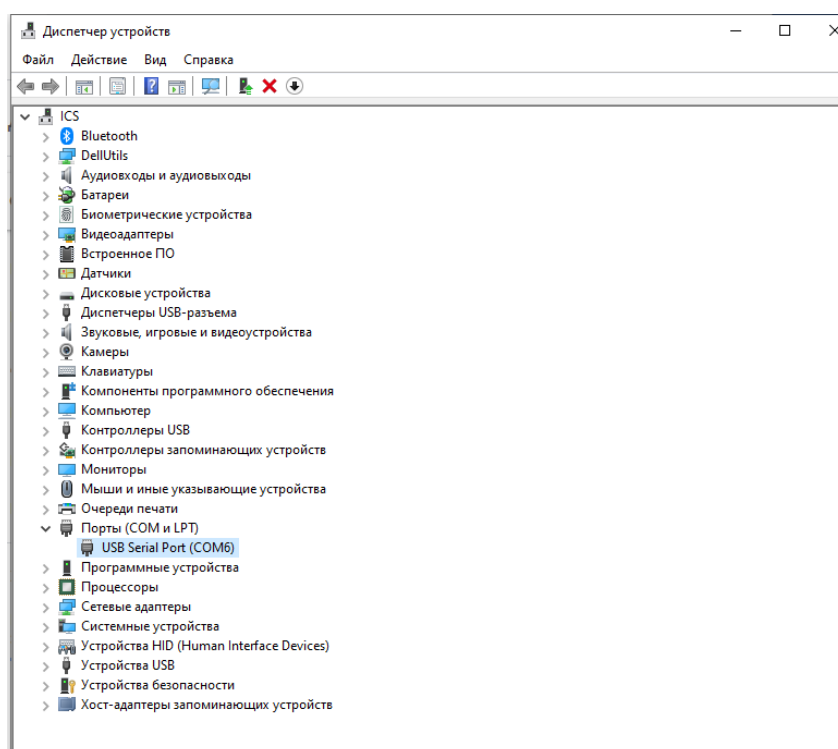 Диспетчер устройств
Файл Действие Вид Справка
ICS
Bluetooth
DellUtils
Аудиовходы и аудиовыходы
Батареи
Биометрические устройства
Видеоадаптеры
Встроенное ПО
Датчики
Дисковые устройства
Диспетчеры USB-разъема
Звуковые, игровые и видеоустройства
Камеры
Клавиатуры
Компоненты программного обеспечения
Компьютер
Контроллеры USB
Контроллеры запоминающих устройств
Мониторы
Мыши и иные указывающие устройства
Очереди печати
Порты (COM и LPT)
USB Serial Port (COM6)
Программные устройства
Процессоры
Сетевые адаптеры
Системные устройства
Устройства HID (Human Interface Devices)
Устройства USB
Устройства безопасности
Хост-адаптеры запоминающих устройств